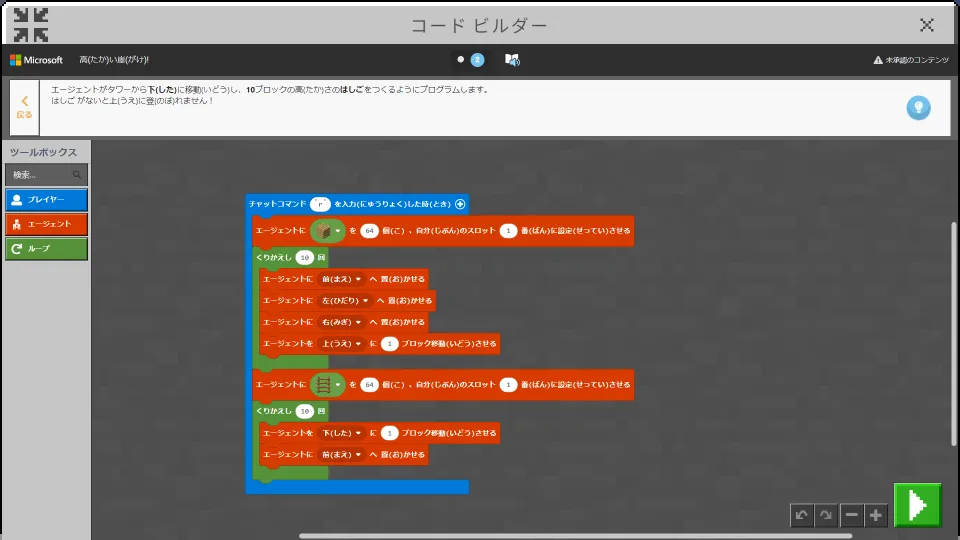 コード ビルダー
Microsoft
高(たか)い崖(がけ)!
2
未承認のコンテンツ
戻る
エージェントがタワーから下(した)に移動(いどう)し、10ブロックの高(たか)さのはしごをつくるようにプログラムします。
はしご がないと上(うえ)に登(のぼ)れません！
ツールボックス
検索...
プレイヤー
エージェント
ループ
チャットコマンド "r" を入力(にゅうりょく)した時(とき)
エージェントに を 64 個(こ) 、自分(じぶん)のスロット 1 番(ばん)に設定(せってい)させる
くりかえし 10 回
エージェントに 前(まえ) へ 置(お)かせる
エージェントに 左(ひだり) へ 置(お)かせる
エージェントに 右(みぎ) へ 置(お)かせる
エージェントを 上(うえ) に 1 ブロック移動(いどう)させる
エージェントに を 64 個(こ) 、自分(じぶん)のスロット 1 番(ばん)に設定(せってい)させる
くりかえし 10 回
エージェントを 下(した) に 1 ブロック移動(いどう)させる
エージェントに 前(まえ) へ 置(お)かせる